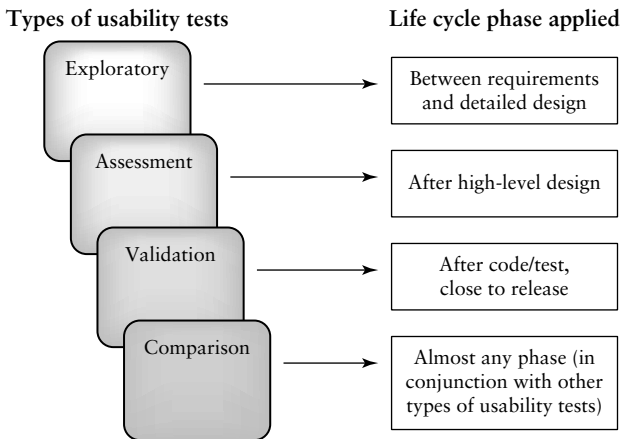 Types of usability tests
Life cycle phase applied
Exploratory
Between requirements
and detailed design
Assessment
After high-level design
Validation
After code/test,
close to release
Comparison
Almost any phase (in
conjunction with other
types of usability tests)